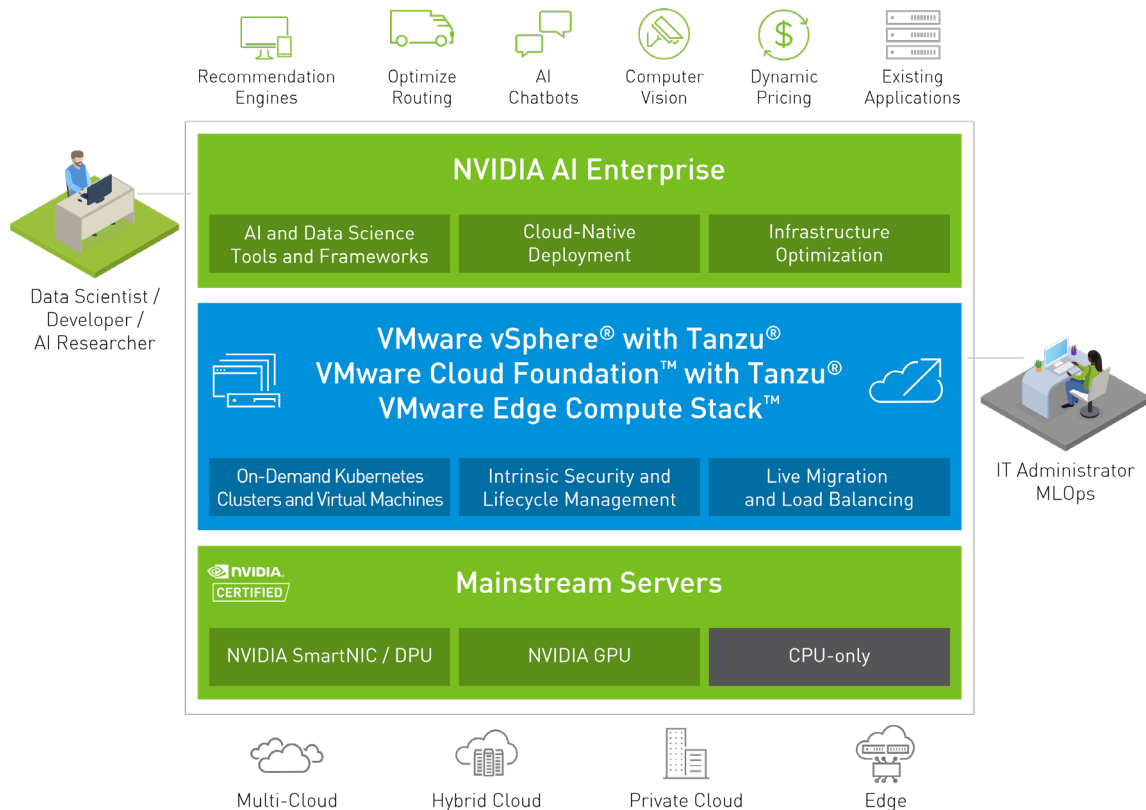 Recommendation
Engines
Optimize
Routing
AI
Chatbots
Computer
Vision
Dynamic
Pricing
Existing
Applications
NVIDIA AI Enterprise
AI and Data Science
Tools and Frameworks
Cloud-Native
Deployment
Infrastructure
Optimization
Data Scientist /
Developer /
AI Researcher
VMware vSphere® with Tanzu®
VMware Cloud Foundation™ with Tanzu®
VMware Edge Compute Stack™
On-Demand Kubernetes
Clusters and Virtual Machines
Intrinsic Security and
Lifecycle Management
Live Migration
and Load Balancing
IT Administrator
MLOps
NVIDIA.
CERTIFIED
Mainstream Servers
NVIDIA SmartNIC / DPU
NVIDIA GPU
CPU-only
Multi-Cloud
Hybrid Cloud
Private Cloud
Edge